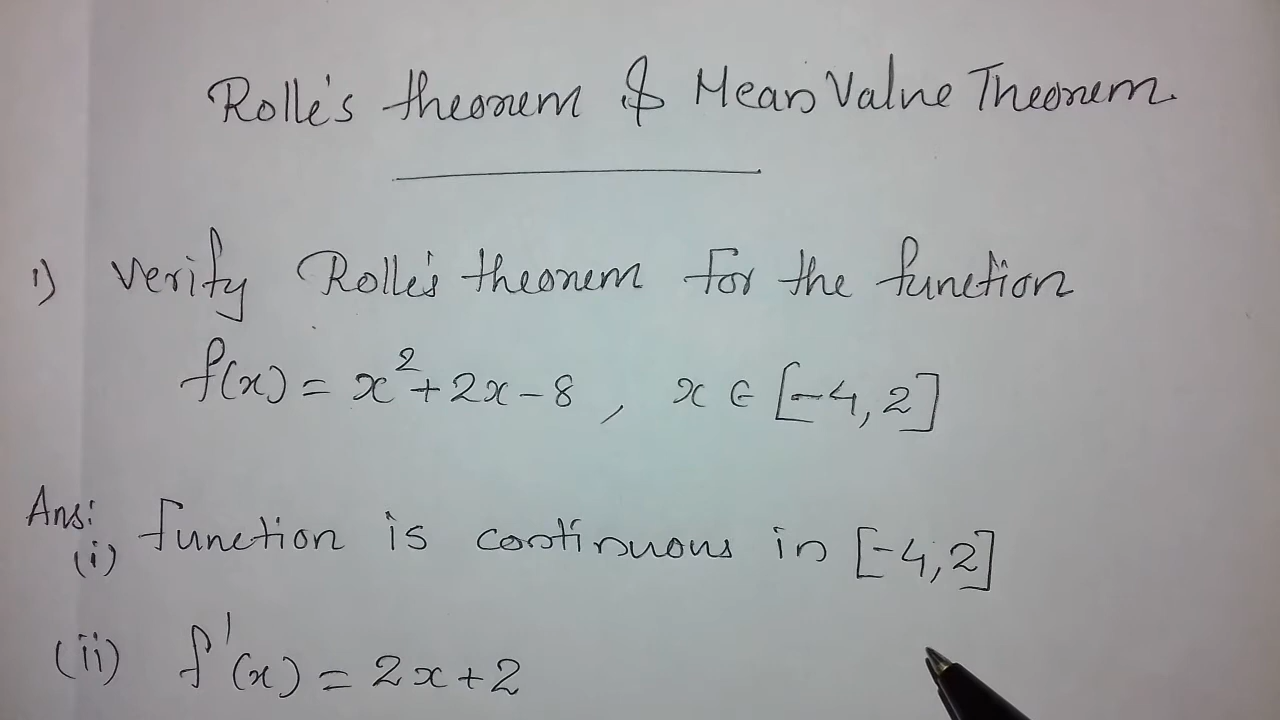 Rolle's theorem & Mean Value Theorem
1) Verify Rolle's theorem for the function
f(x) = x²+2x-8 , x ∈ [-4, 2]
Ans:
(i) function is continuous in [-4,2]
(ii) f'(x) = 2x+2